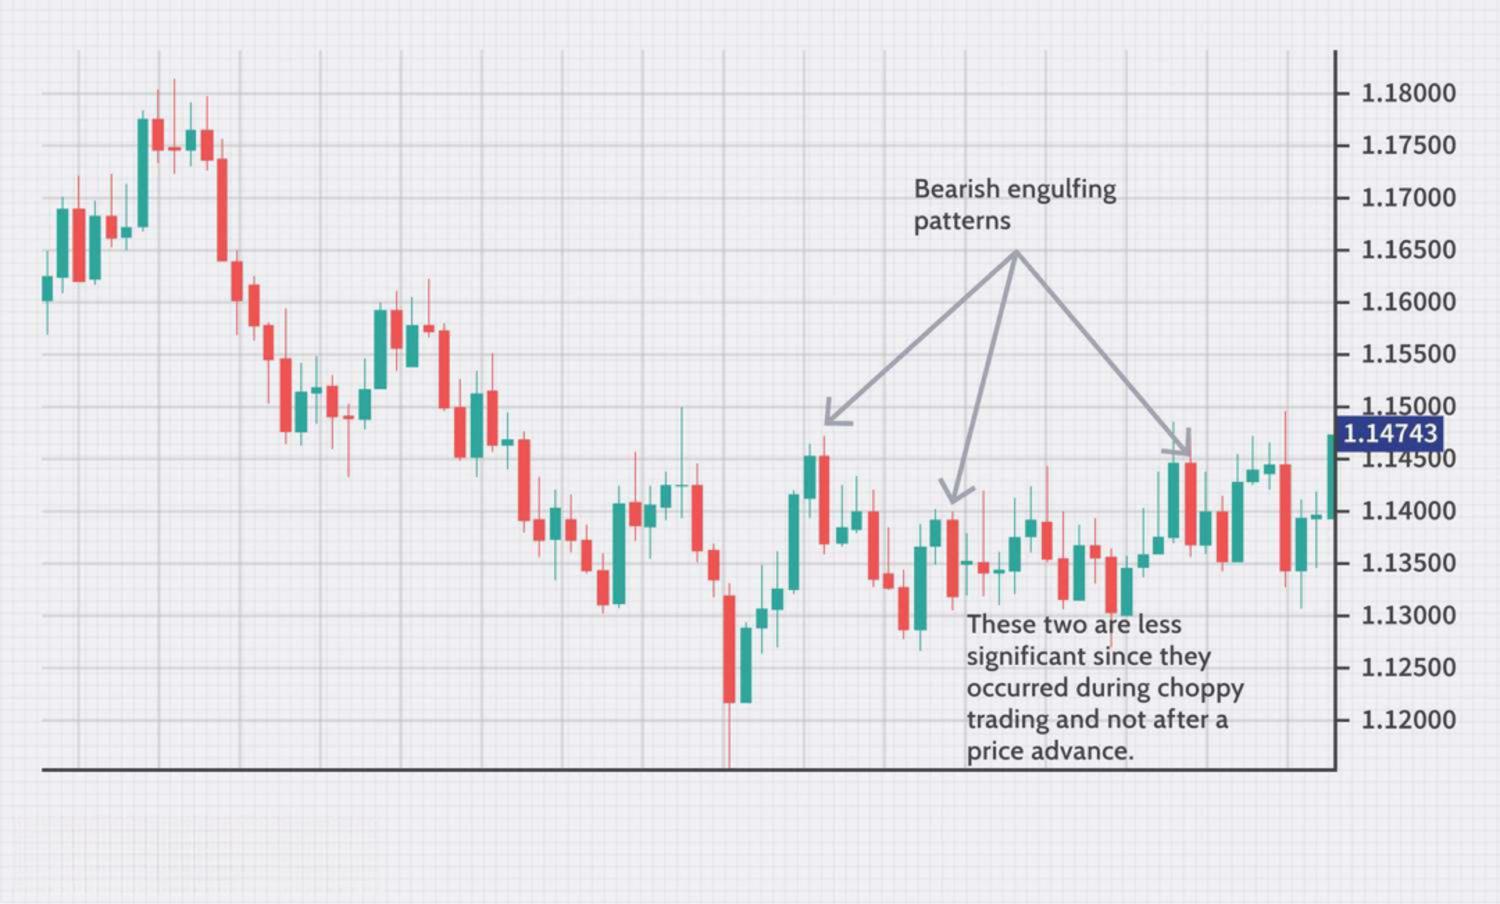 1.18000
1.17500
Bearish engulfing
patterns
1.17000
1.16500
1.16000
1.15500
1.15000
1.14743
1.14500
1.14000
1.13500
1.13000
These two are less
significant since they
occurred during choppy
trading and not after a
price advance.
1.12500
1.12000